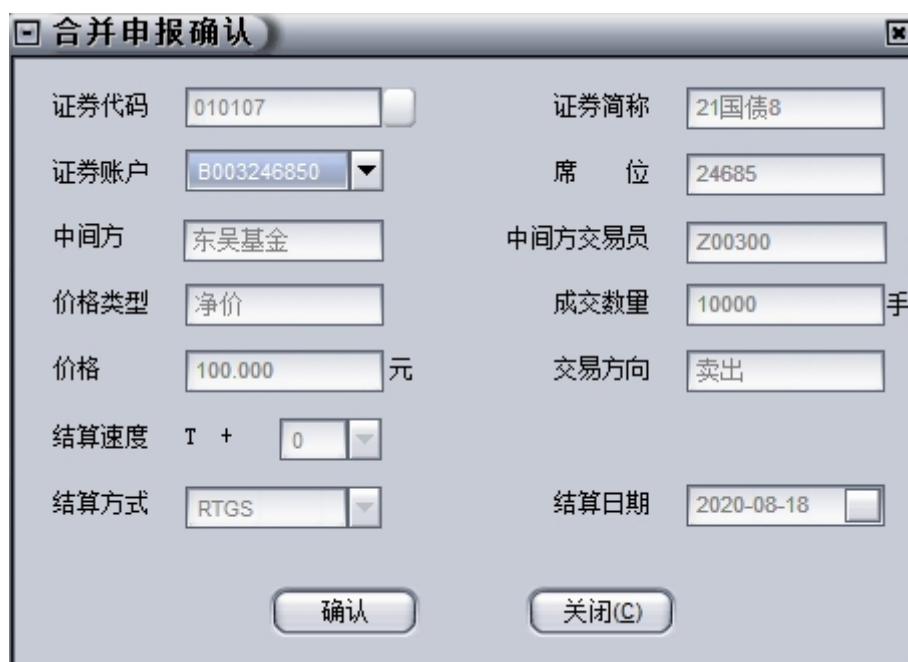 合并申报确认
证券代码 010107 证券简称 21国债8
证券账户 B003246850 席 位 24685
中间方 东吴基金 中间方交易员 Z00300
价格类型 净价 成交数量 10000 手
价格 100.000 元 交易方向 卖出
结算速度 T + 0
结算方式 RTGS 结算日期 2020-08-18
确认 关闭(C)